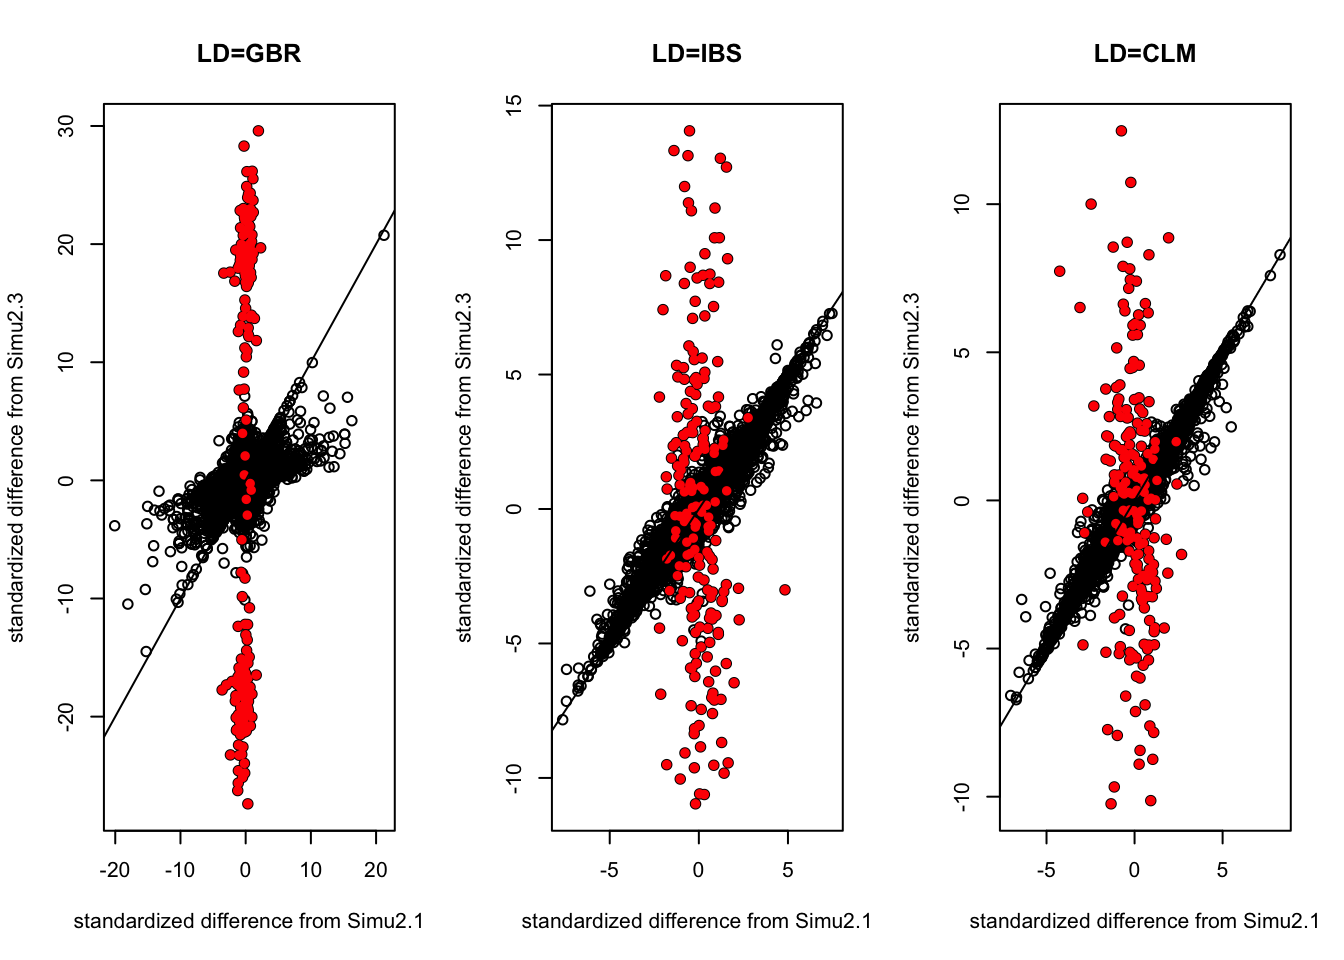 LD=GBR
standardized difference from Simu2.3
30
20
10
0
-10
-20
-20 -10 0 10 20
standardized difference from Simu2.1
LD=IBS
standardized difference from Simu2.3
15
10
5
0
-5
-10
-5 0 5
standardized difference from Simu2.1
LD=CLM
standardized difference from Simu2.3
10
5
0
-5
-10
-5 0 5
standardized difference from Simu2.1